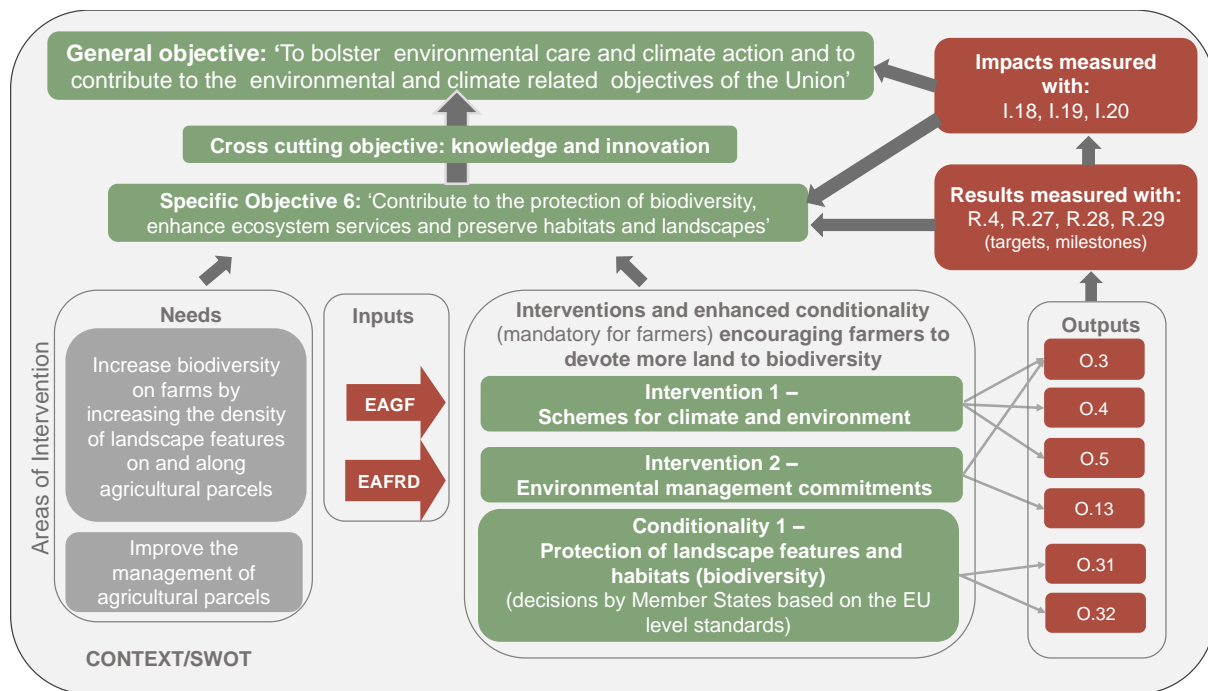 General objective: ‘To bolster environmental care and climate action and to
contribute to the environmental and climate related objectives of the Union’
Impacts measured
with:
I.18, I.19, I.20
Cross cutting objective: knowledge and innovation
Specific Objective 6: ‘Contribute to the protection of biodiversity,
enhance ecosystem services and preserve habitats and landscapes’
Results measured with:
R.4, R.27, R.28, R.29
(targets, milestones)
Areas of Intervention
Needs
Increase biodiversity
on farms by
increasing the density
of landscape features
on and along
agricultural parcels
Improve the
management of
agricultural parcels
Inputs
EAGF
EAFRD
Interventions and enhanced conditionality
(mandatory for farmers) encouraging farmers to
devote more land to biodiversity
Intervention 1 –
Schemes for climate and environment
Intervention 2 –
Environmental management commitments
Conditionality 1 –
Protection of landscape features and
habitats (biodiversity)
(decisions by Member States based on the EU
level standards)
Outputs
O.3
O.4
O.5
O.13
O.31
O.32
CONTEXT/SWOT